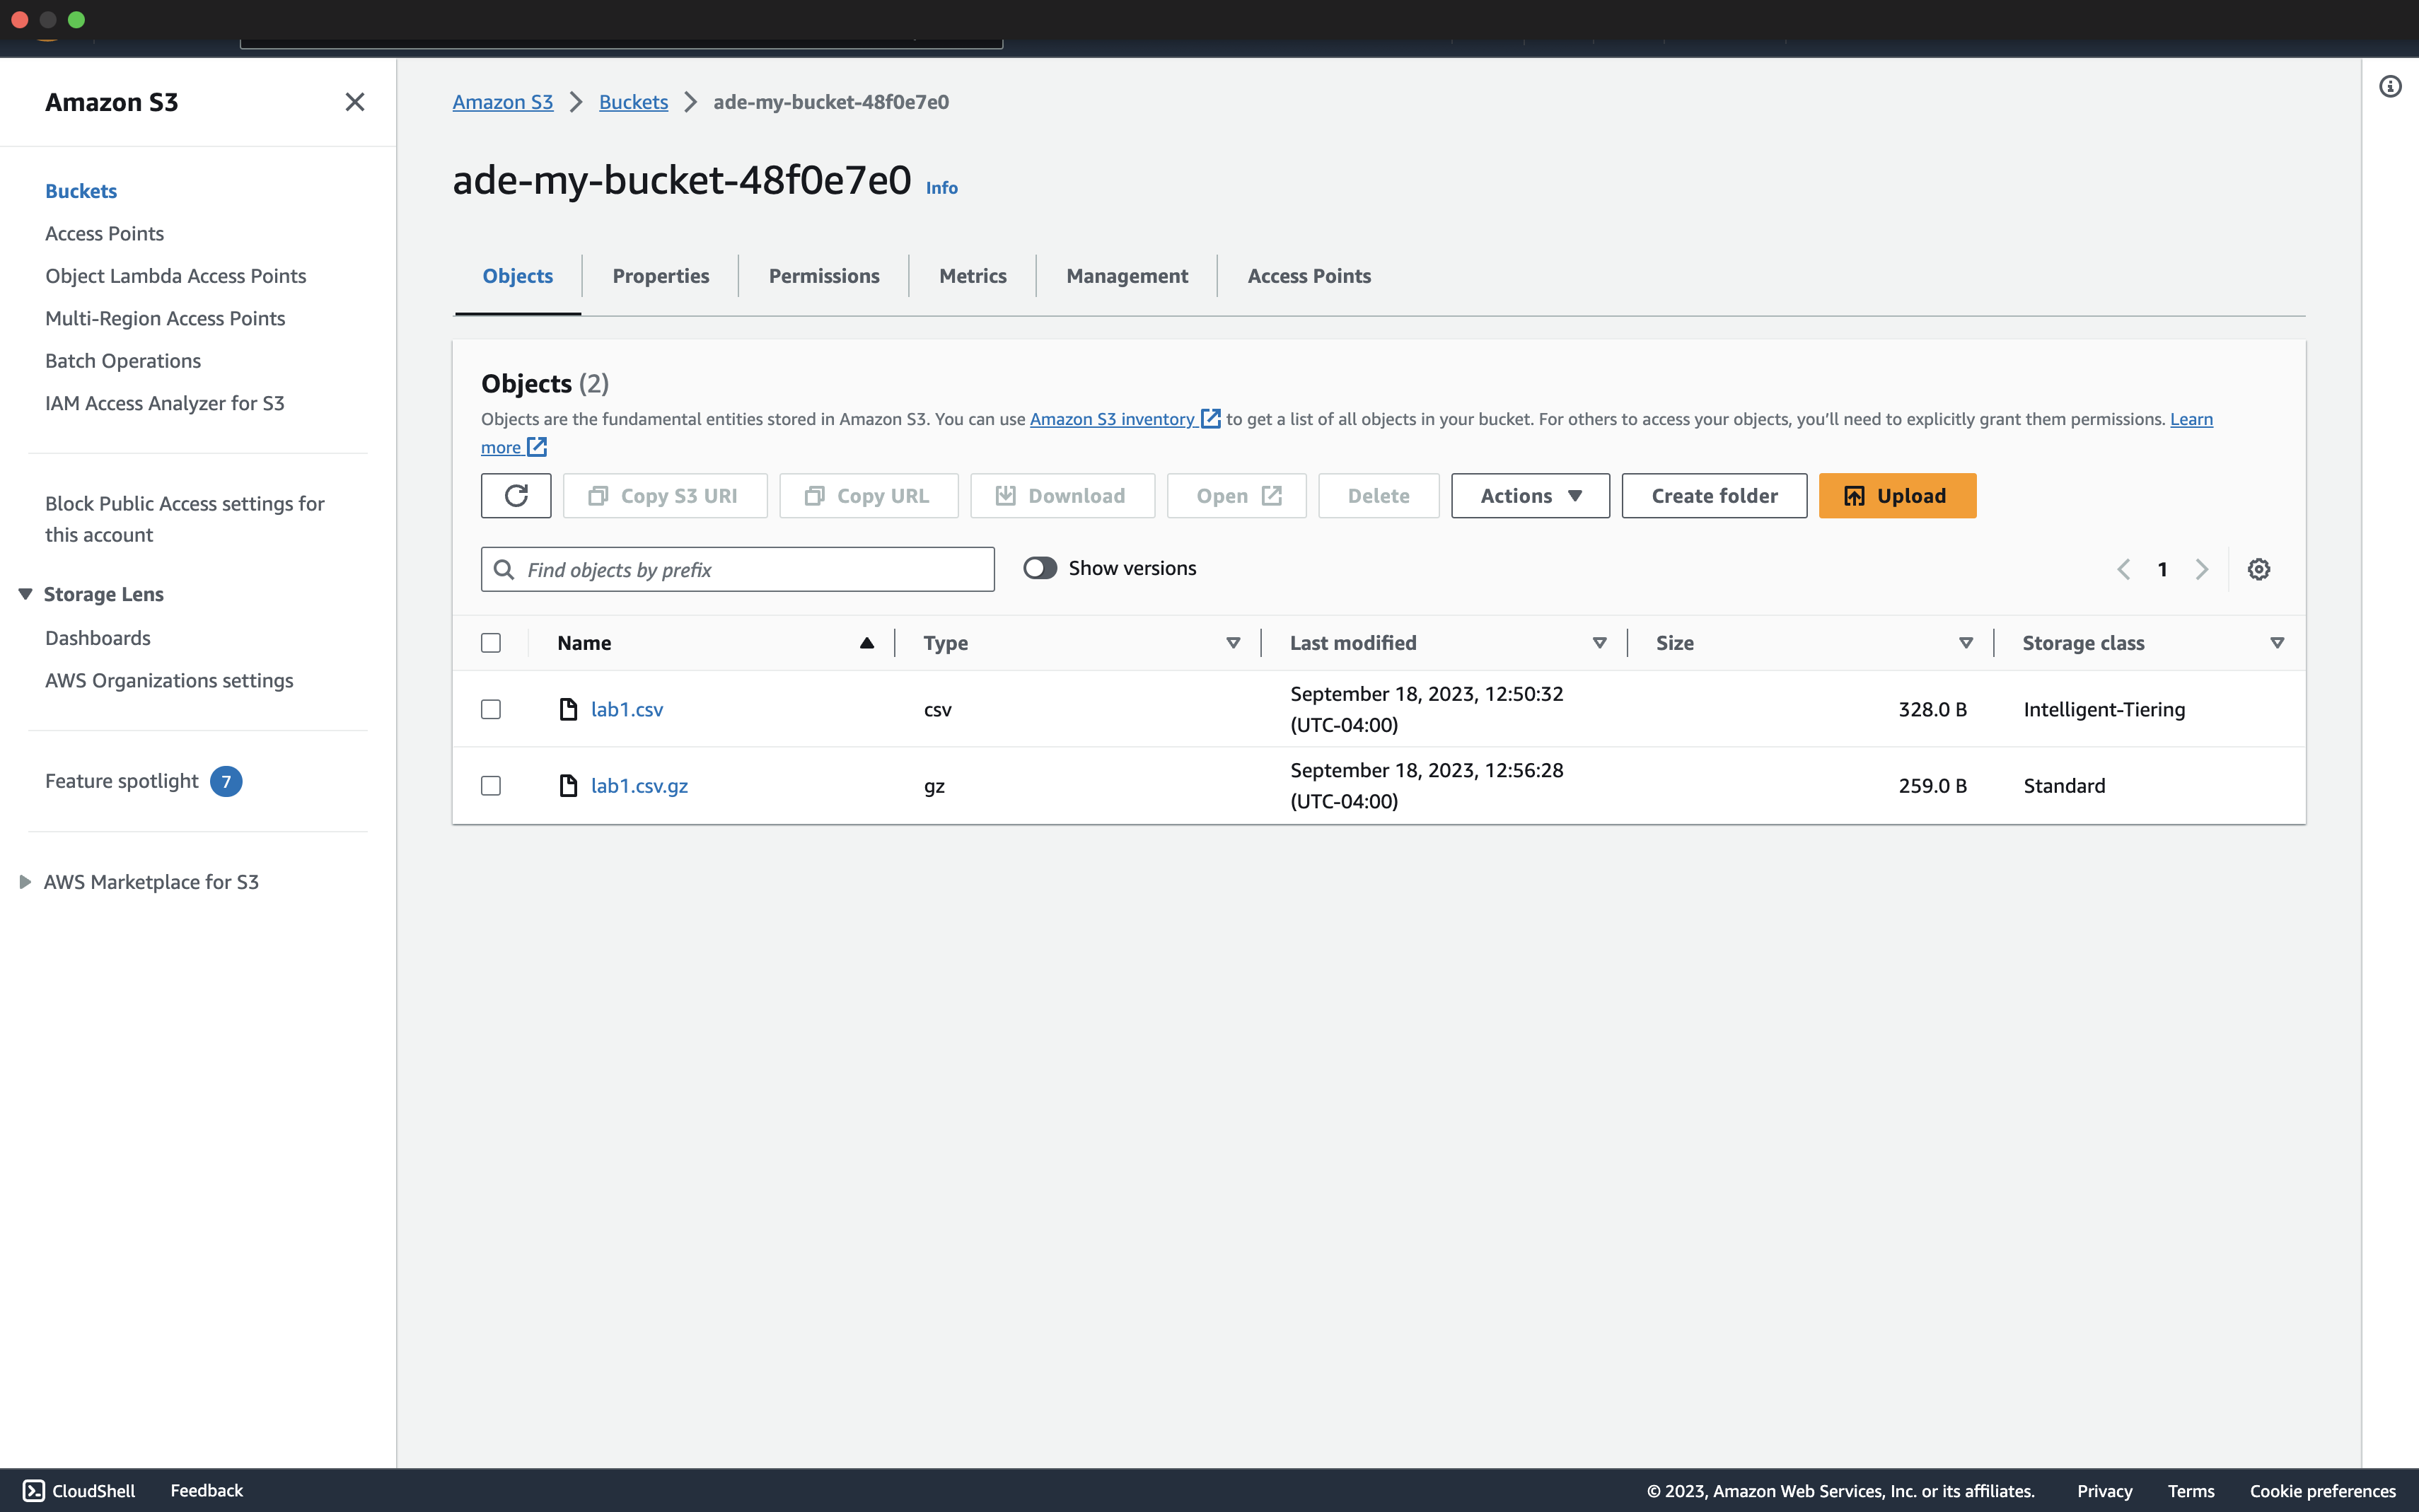 Amazon S3
Buckets
Access Points
Object Lambda Access Points
Multi-Region Access Points
Batch Operations
IAM Access Analyzer for S3
Block Public Access settings for
this account
Storage Lens
Dashboards
AWS Organizations settings
Feature spotlight 7
AWS Marketplace for S3
Amazon S3 Buckets ade-my-bucket-48f0e7e0
ade-my-bucket-48f0e7e0 Info
Objects Properties Permissions Metrics Management Access Points
Objects (2)
Objects are the fundamental entities stored in Amazon S3. You can use Amazon S3 inventory to get a list of all objects in your bucket. For others to access your objects, you’ll need to explicitly grant them permissions. Learn
more
Copy S3 URI Copy URL Download Open Delete Actions Create folder Upload
Find objects by prefix Show versions 1
Name Type Last modified Size Storage class
lab1.csv csv September 18, 2023, 12:50:32 (UTC-04:00) 328.0 B Intelligent-Tiering
lab1.csv.gz gz September 18, 2023, 12:56:28 (UTC-04:00) 259.0 B Standard
CloudShell Feedback © 2023, Amazon Web Services, Inc. or its affiliates. Privacy Terms Cookie preferences